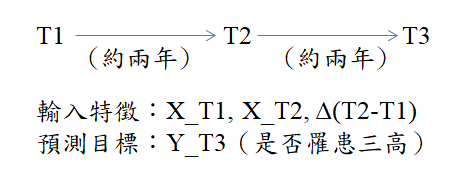 T1 T2 T3
（約兩年） （約兩年）
輸入特徵：X_T1, X_T2, Δ(T2-T1)
預測目標：Y_T3（是否罹患三高）